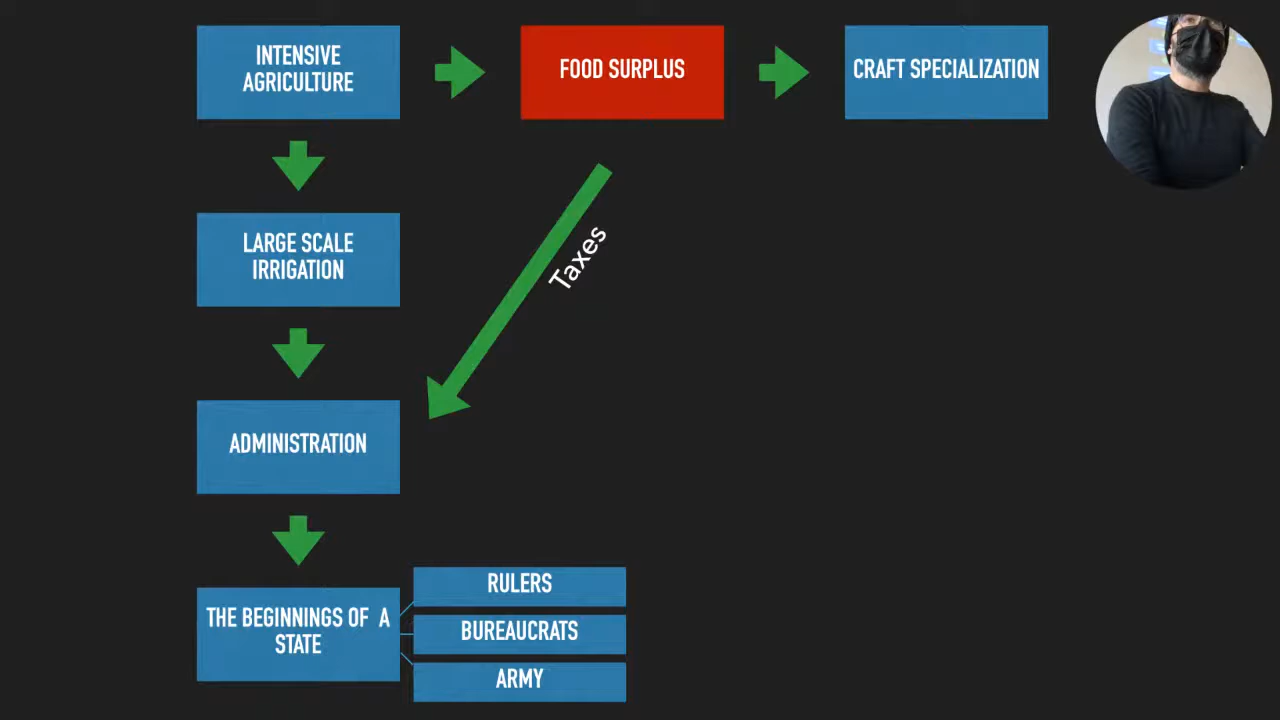 INTENSIVE
AGRICULTURE
FOOD SURPLUS
CRAFT SPECIALIZATION
LARGE SCALE
IRRIGATION
Taxes
ADMINISTRATION
THE BEGINNINGS OF A
STATE
RULERS
BUREAUCRATS
ARMY